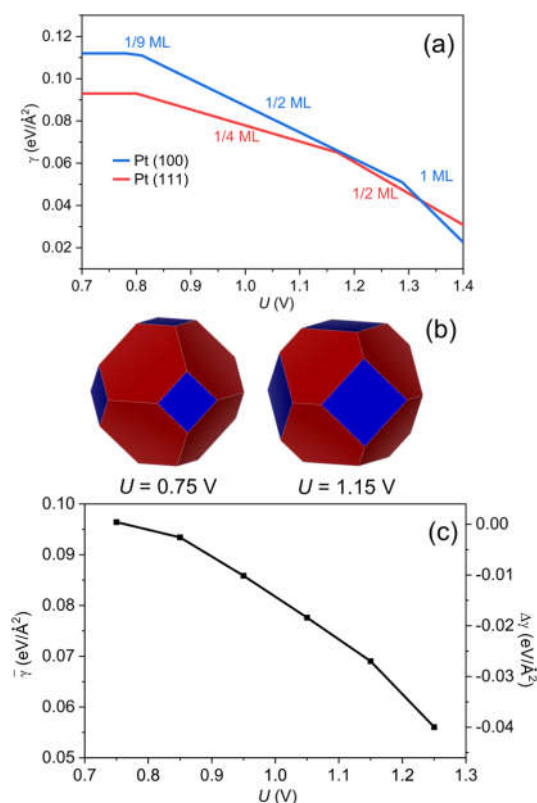 (a)
0.12
0.10
0.08
0.06
0.04
0.02
γ (eV/Å²)
1/9 ML
1/2 ML
1/4 ML
1 ML
1/2 ML
Pt (100)
Pt (111)
0.7 0.8 0.9 1.0 1.1 1.2 1.3 1.4
U (V)
(b)
U = 0.75 V U = 1.15 V
(c)
0.10
0.09
0.08
0.07
0.06
0.05
γ̄ (eV/Å²)
0.00
-0.01
-0.02
-0.03
-0.04
Δγ (eV/Å²)
0.7 0.8 0.9 1.0 1.1 1.2 1.3
U (V)